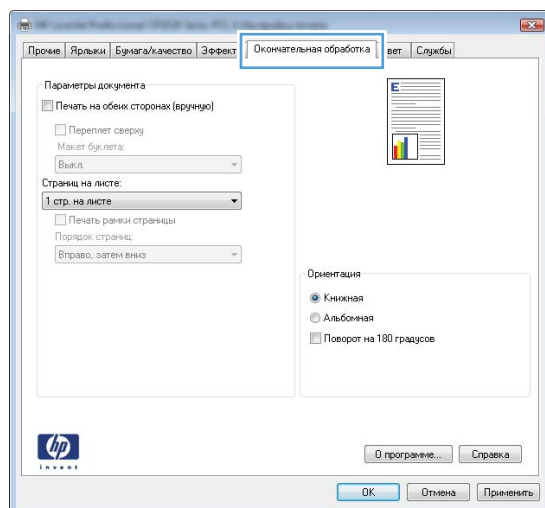 Прочие Ярлыки Бумага/качество Эффект Окончательная обработка вет Службы
Параметры документа
Печать на обеих сторонах (вручную)
Переплет сверху
Макет буклета:
Выкл.
Страниц на листе:
1 стр. на листе
Печать рамки страницы
Порядок страниц:
Вправо, затем вниз
E
Ориентация
Книжная
Альбомная
Поворот на 180 градусов
hp
invent
О программе... Справка
OK Отмена Применить